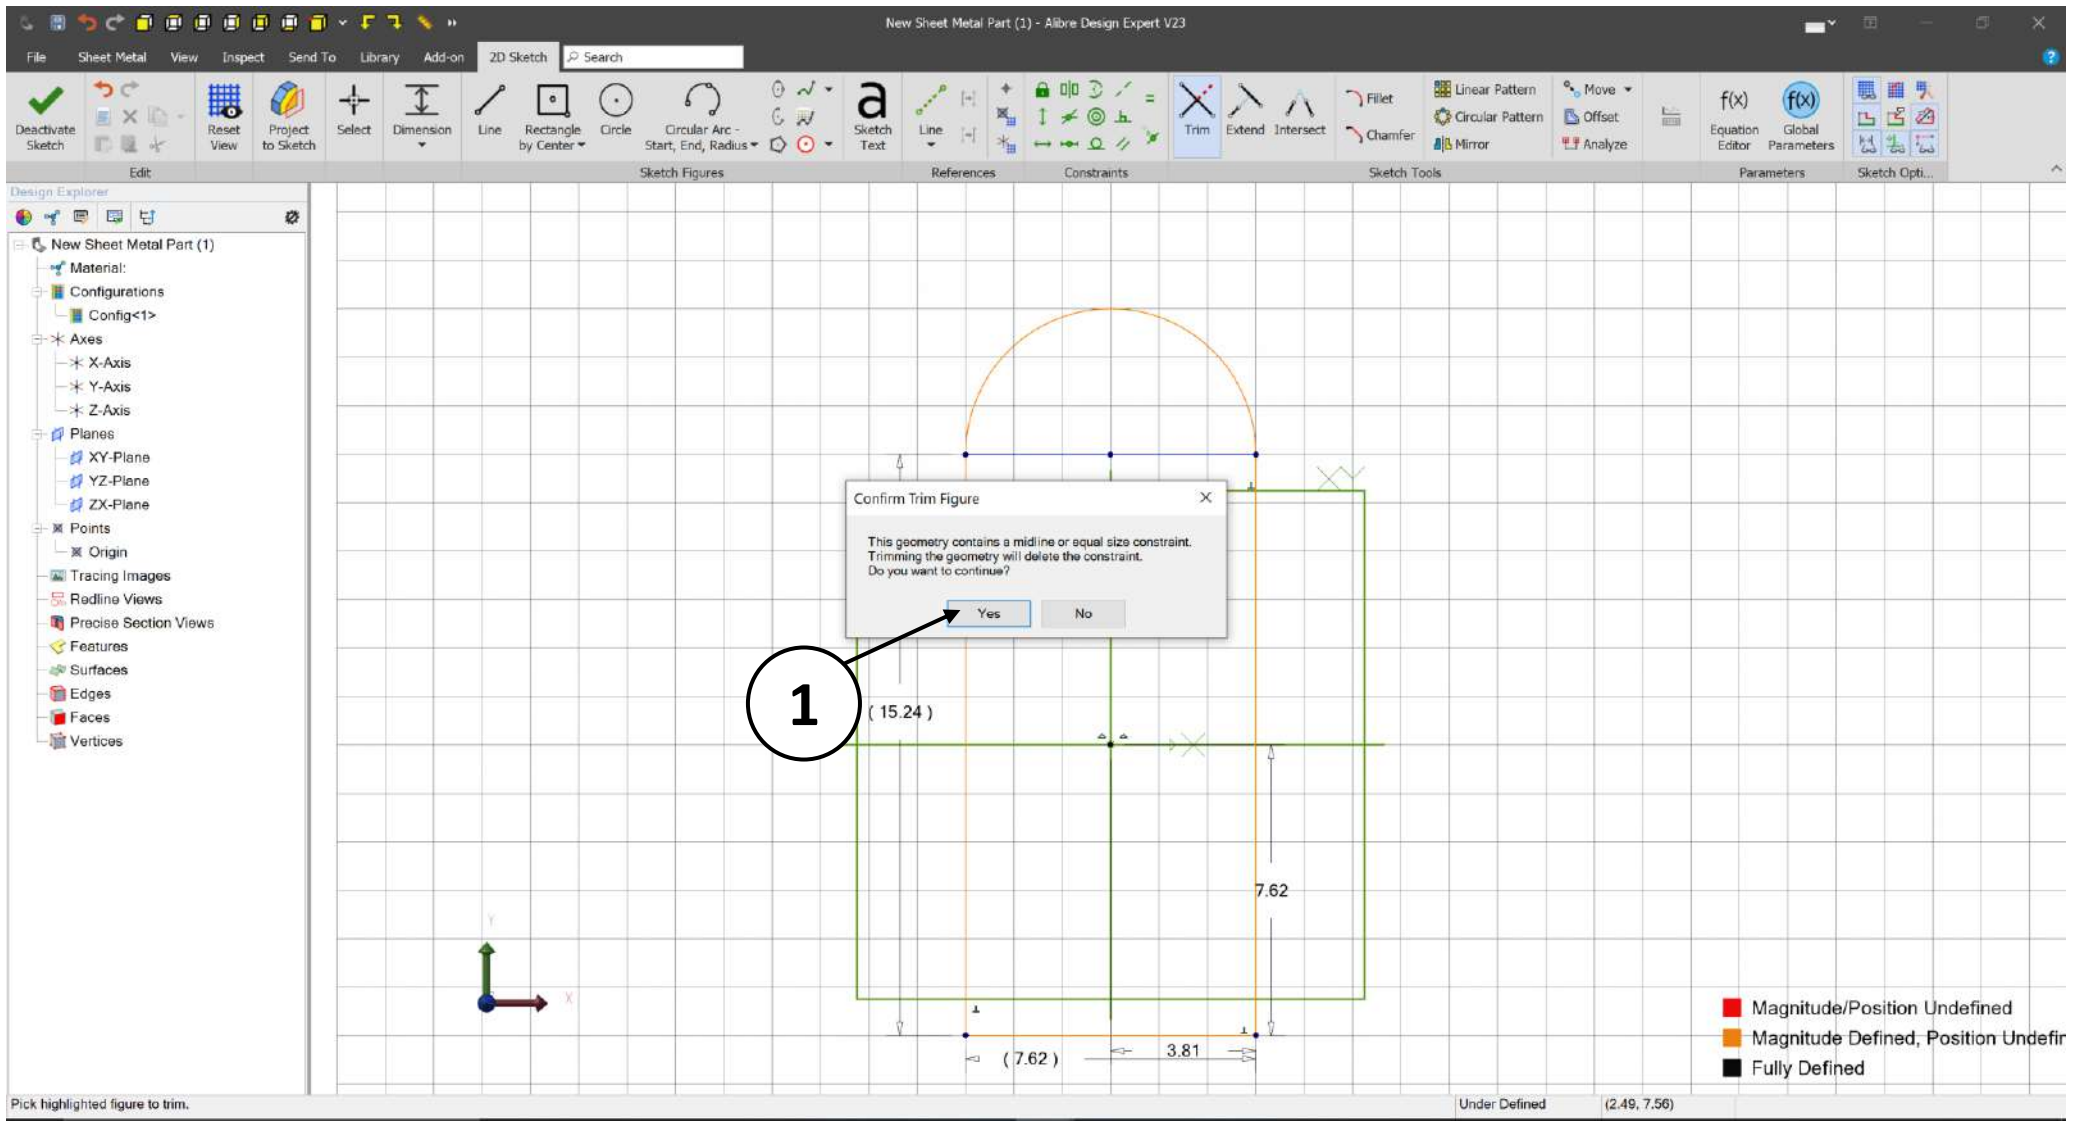 New Sheet Metal Part (1) - Alibre Design Expert V23
File Sheet Metal View Inspect Send To Library Add-on 2D Sketch Search
Deactivate Sketch
Reset View
Project to Sketch
Select
Dimension
Line
Rectangle by Center
Circle
Circular Arc - Start, End, Radius
a
Sketch Text
Line
Trim
Extend
Intersect
Fillet
Chamfer
Linear Pattern
Circular Pattern
Mirror
Move
Offset
Analyze
f(x)
Equation Editor
f(x)
Global Parameters
Edit
Sketch Figures
References
Constraints
Sketch Tools
Parameters
Sketch Opti...
Design Explorer
New Sheet Metal Part (1)
Material:
Configurations
Config<1>
Axes
X-Axis
Y-Axis
Z-Axis
Planes
XY-Plane
YZ-Plane
ZX-Plane
Points
Origin
Tracing Images
Redline Views
Precise Section Views
Features
Surfaces
Edges
Faces
Vertices
Confirm Trim Figure
This geometry contains a midline or equal size constraint.
Trimming the geometry will delete the constraint.
Do you want to continue?
Yes No
1
( 15.24 )
7.62
3.81
( 7.62 )
Y
X
Magnitude/Position Undefined
Magnitude Defined, Position Undefin
Fully Defined
Pick highlighted figure to trim.
Under Defined
(2.49, 7.56)